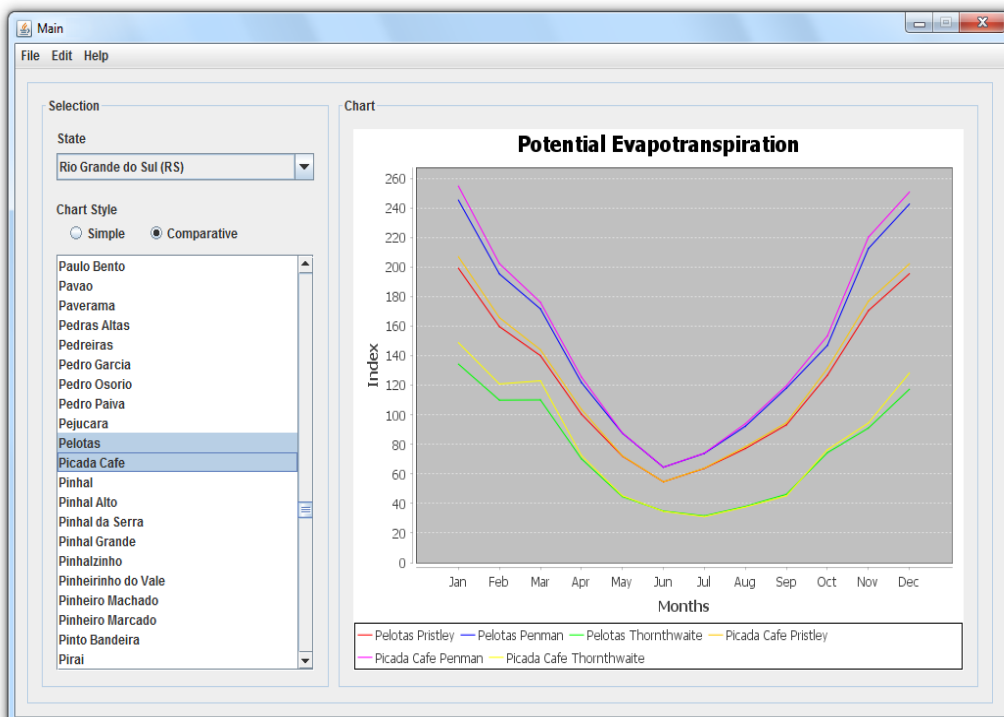 Main
File Edit Help
Selection
State
Rio Grande do Sul (RS)
Chart Style
Simple Comparative
Paulo Bento
Pavao
Paverama
Pedras Altas
Pedreiras
Pedro Garcia
Pedro Osorio
Pedro Paiva
Pejucara
Pelotas
Picada Cafe
Pinhal
Pinhal Alto
Pinhal da Serra
Pinhal Grande
Pinhalzinho
Pinheirinho do Vale
Pinheiro Machado
Pinheiro Marcado
Pinto Bandeira
Pirai
Chart
Potential Evapotranspiration
Index
260
240
220
200
180
160
140
120
100
80
60
40
20
0
Jan Feb Mar Apr May Jun Jul Aug Sep Oct Nov Dec
Months
Pelotas Pristley Pelotas Penman Pelotas Thornthwaite Picada Cafe Pristley
Picada Cafe Penman Picada Cafe Thornthwaite